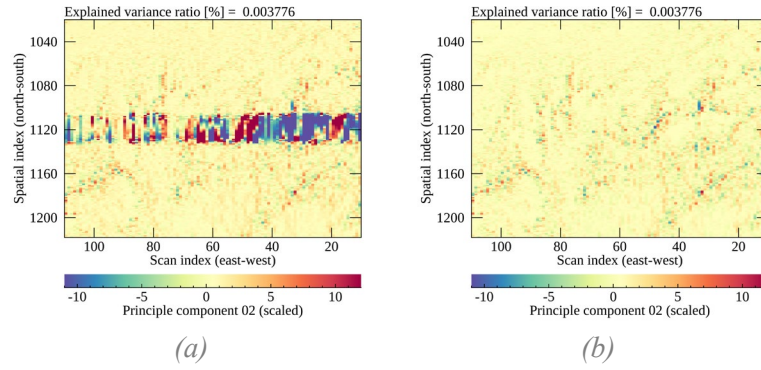 Explained variance ratio [%] = 0.003776
1040
1080
1120
1160
1200
Spatial index (north-south)
100 80 60 40 20
Scan index (east-west)
-10 -5 0 5 10
Principle component 02 (scaled)
(a)
Explained variance ratio [%] = 0.003776
1040
1080
1120
1160
1200
Spatial index (north-south)
100 80 60 40 20
Scan index (east-west)
-10 -5 0 5 10
Principle component 02 (scaled)
(b)